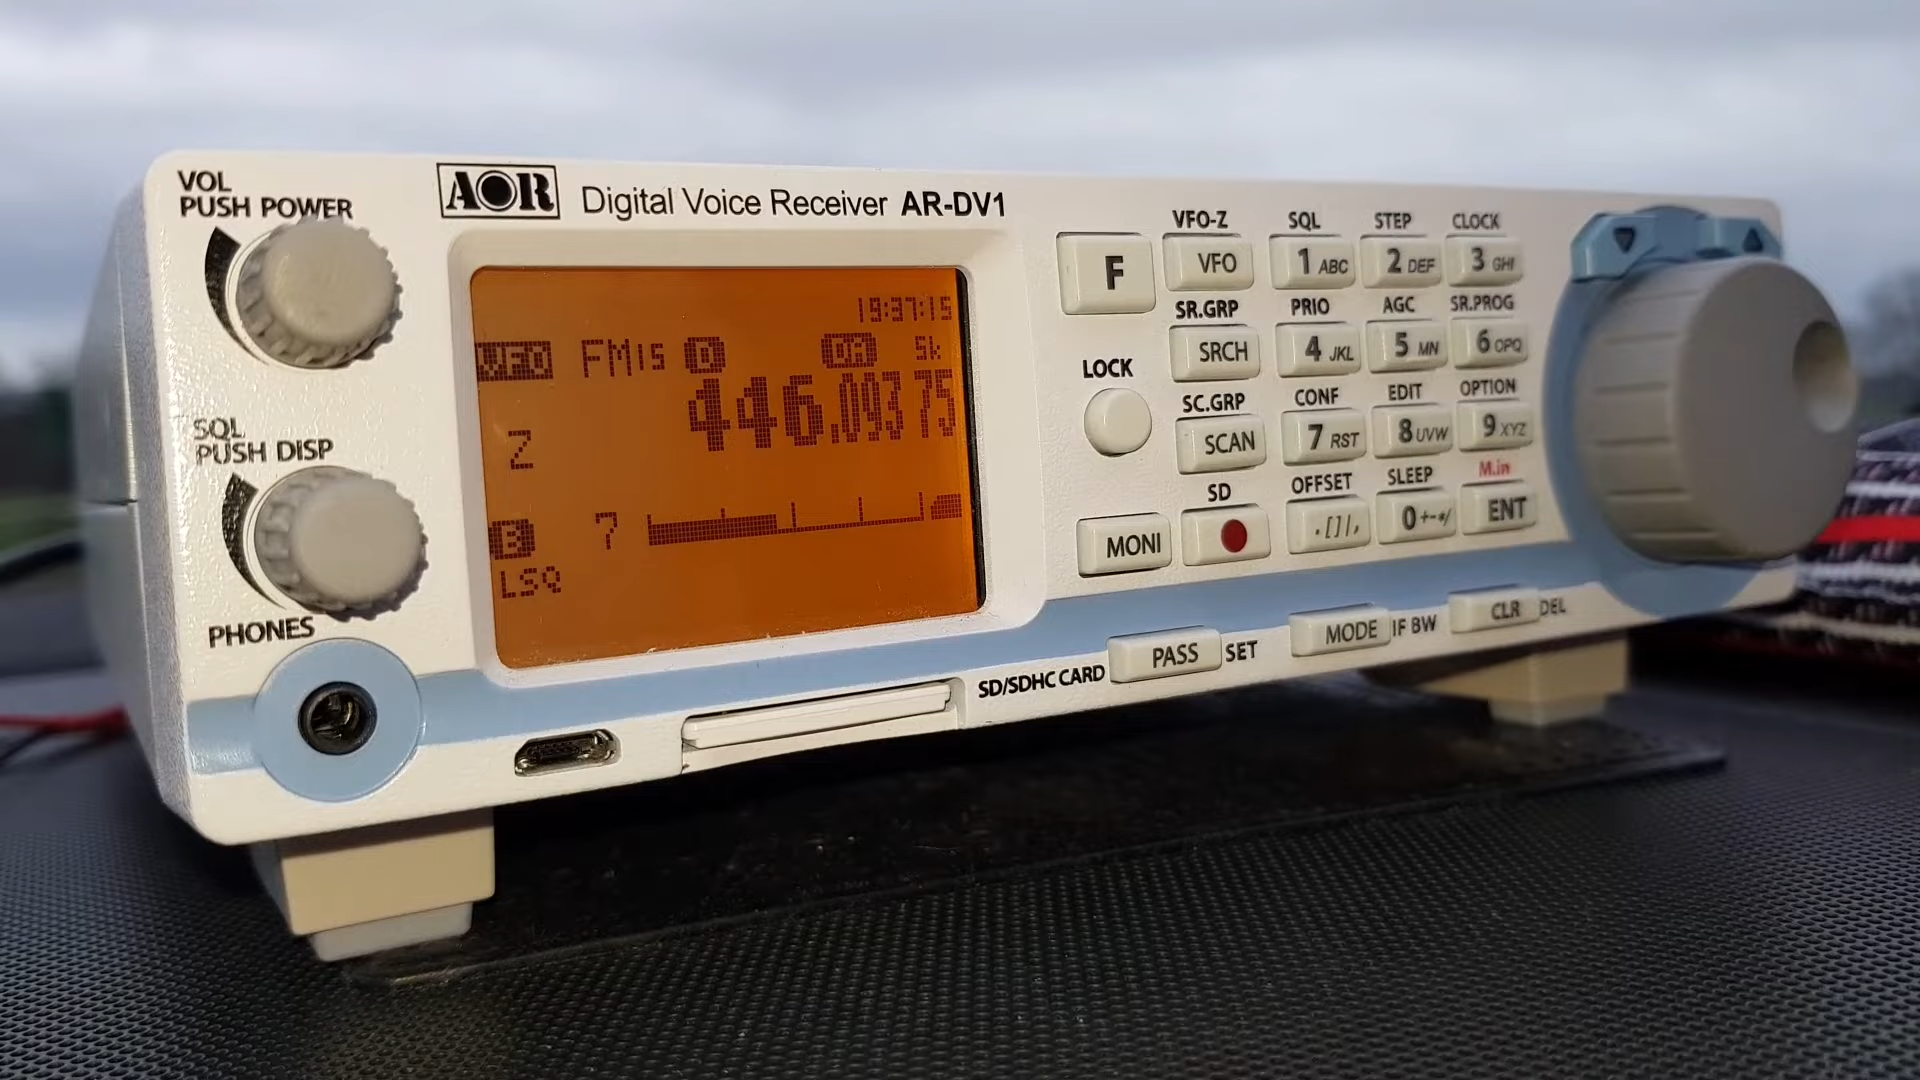 VOL
PUSH POWER
AOR Digital Voice Receiver AR-DV1
SQL
PUSH DISP
PHONES
19:37:15
VFO FM15 D 5k
446.093 75
Z
B 7
LSQ
F
LOCK
MONI
VFO-Z SQL STEP CLOCK
VFO 1 ABC 2 DEF 3 GHI
SR.GRP PRIO AGC SR.PROG
SRCH 4 JKL 5 MN 6 OPQ
SC.GRP CONF EDIT OPTION
SCAN 7 RST 8 UVW 9 XYZ
SD OFFSET SLEEP M.in
.[]|, 0 +-*/ ENT
SD/SDHC CARD PASS SET MODE IF BW CLR DEL